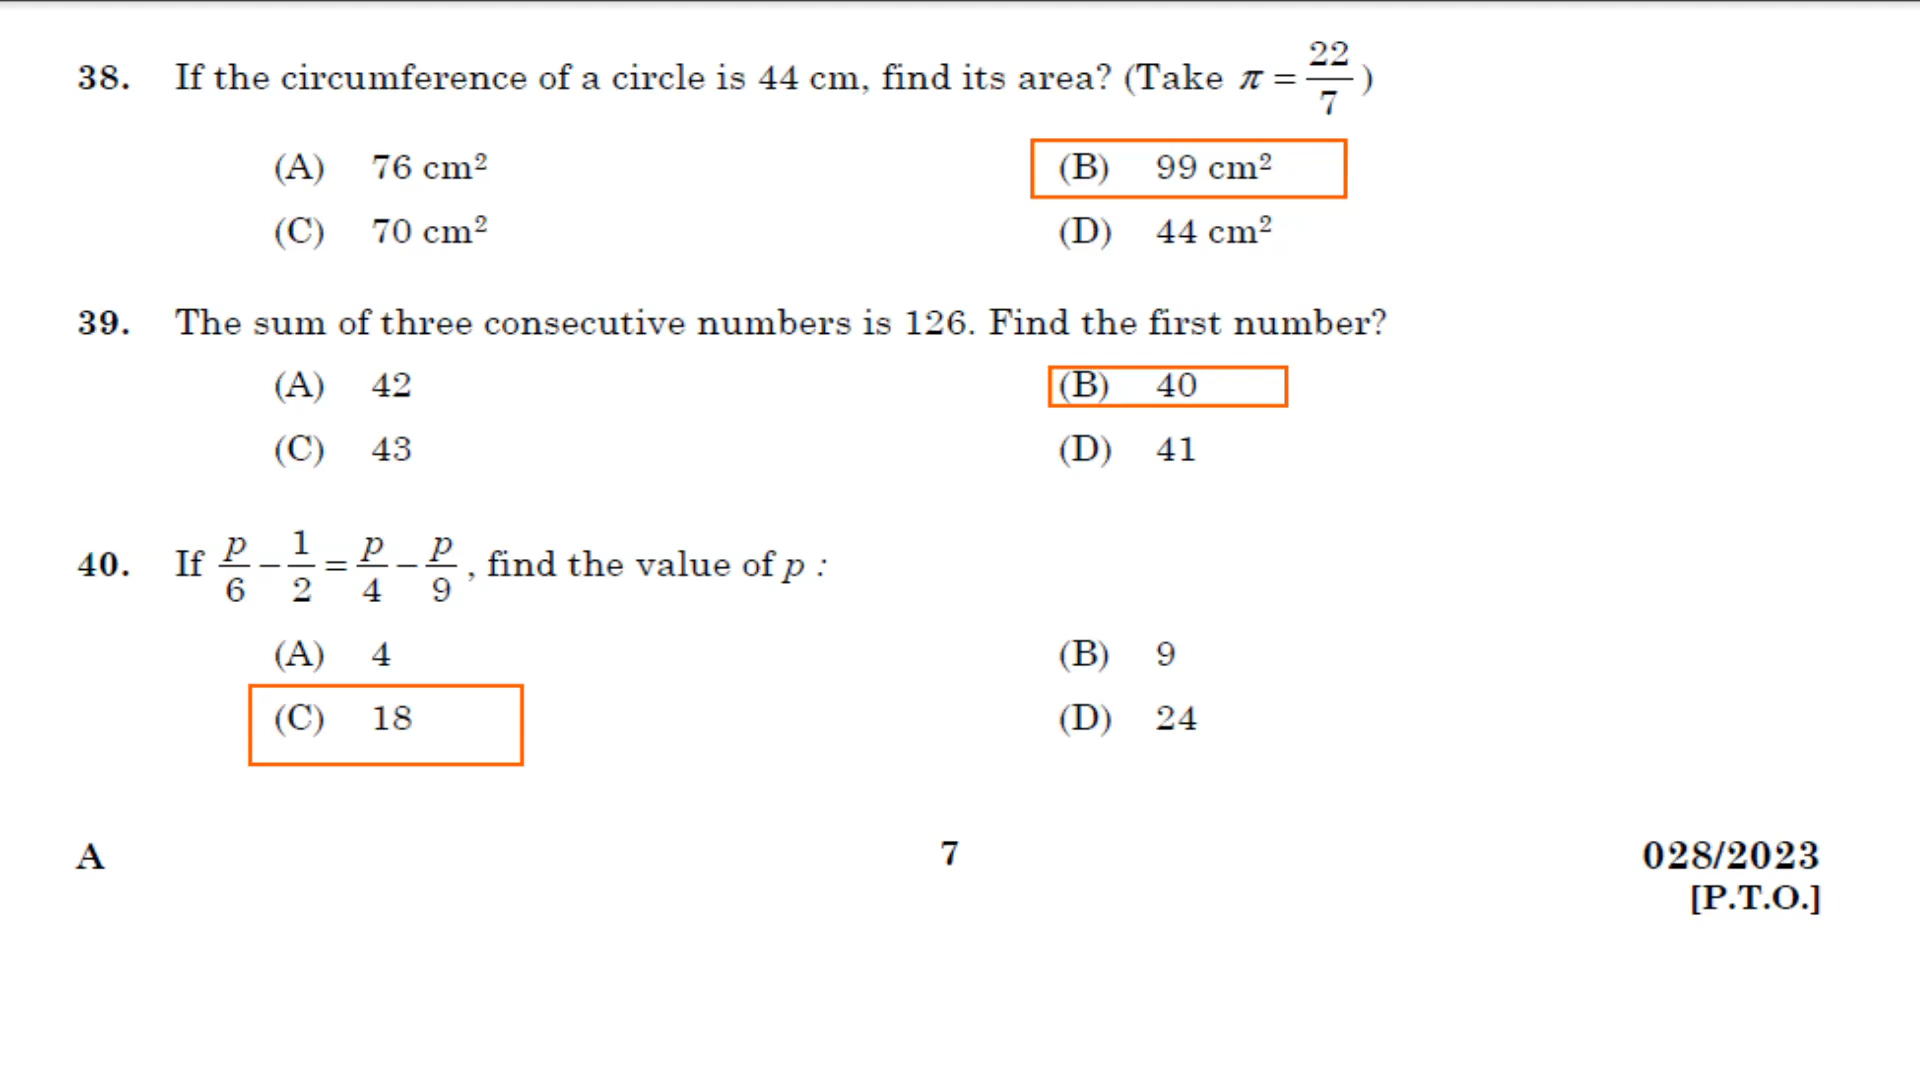 38. If the circumference of a circle is 44 cm, find its area? (Take π = 22/7)
(A) 76 cm² (B) 99 cm²
(C) 70 cm² (D) 44 cm²
39. The sum of three consecutive numbers is 126. Find the first number?
(A) 42 (B) 40
(C) 43 (D) 41
40. If p/6 − 1/2 = p/4 − p/9, find the value of p :
(A) 4 (B) 9
(C) 18 (D) 24
A 7 028/2023
[P.T.O.]